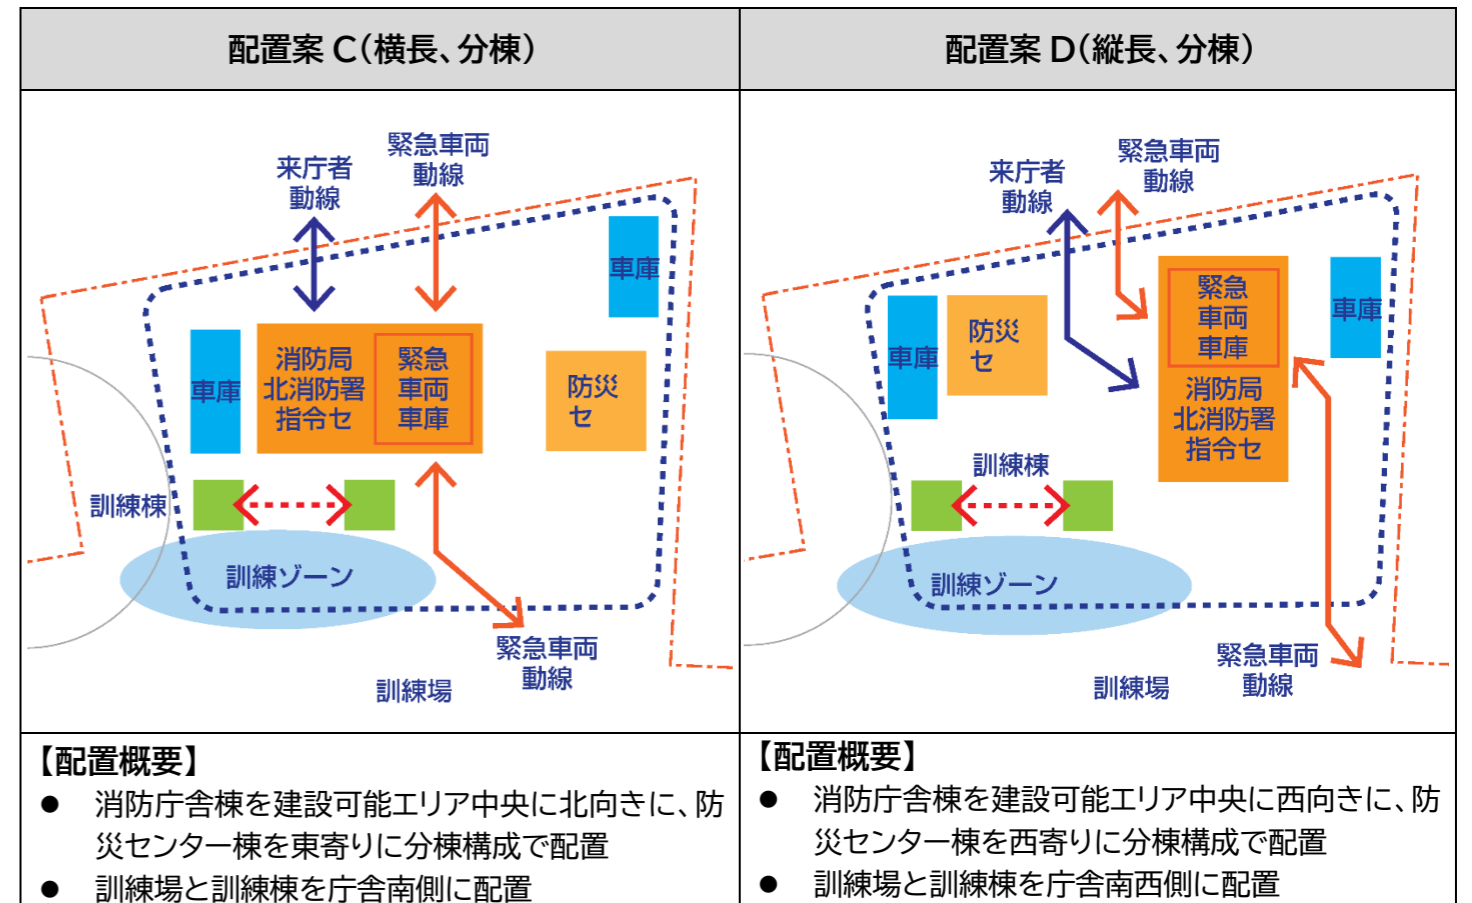 配置案 C（横長、分棟）
来庁者
動線
緊急車両
動線
車庫
車庫
消防局
北消防署
指令セ
緊急
車両
車庫
防災
セ
訓練棟
訓練ゾーン
緊急車両
動線
訓練場
【配置概要】
● 消防庁舎棟を建設可能エリア中央に北向きに、防
災センター棟を東寄りに分棟構成で配置
● 訓練場と訓練棟を庁舎南側に配置
配置案 D（縦長、分棟）
来庁者
動線
緊急車両
動線
車庫
防災
セ
緊急
車両
車庫
消防局
北消防署
指令セ
車庫
訓練棟
訓練ゾーン
緊急車両
動線
訓練場
【配置概要】
● 消防庁舎棟を建設可能エリア中央に西向きに、防
災センター棟を西寄りに分棟構成で配置
● 訓練場と訓練棟を庁舎南西側に配置